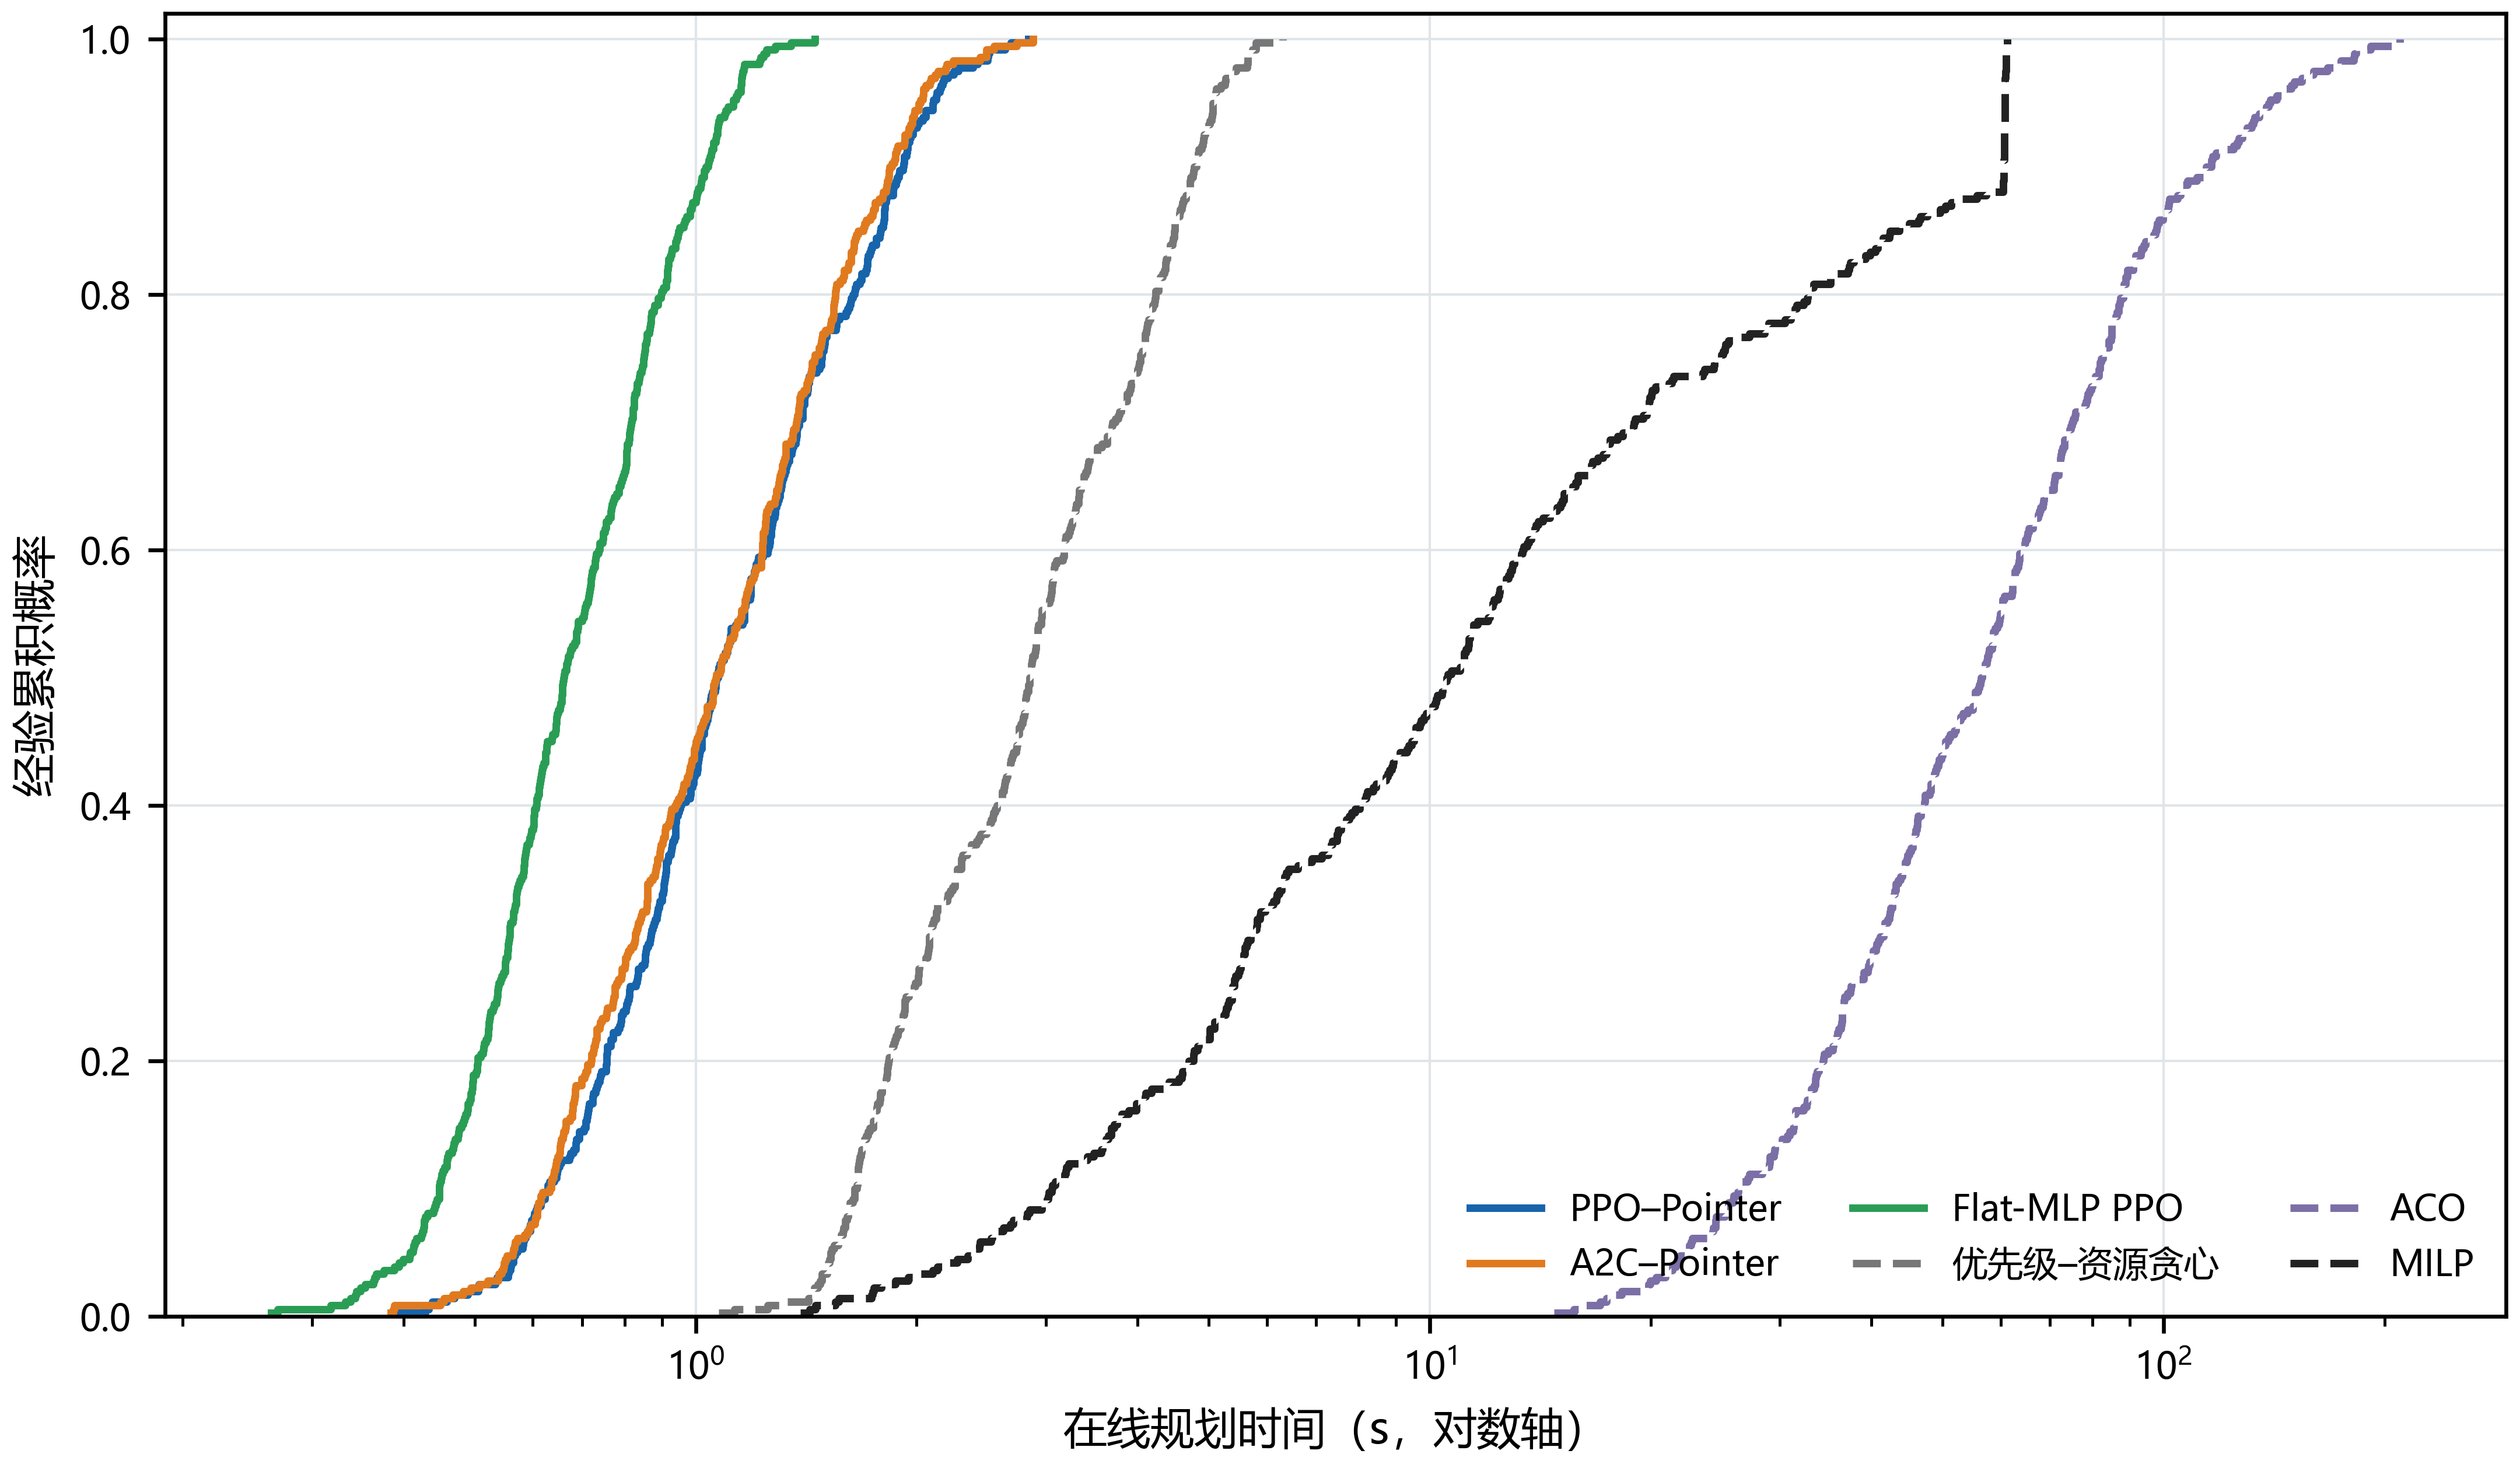 经验累积概率
1.0
0.8
0.6
0.4
0.2
0.0
PPO–Pointer
A2C–Pointer
Flat-MLP PPO
优先级–资源贪心
ACO
MILP
10⁰
10¹
10²
在线规划时间（s，对数轴）